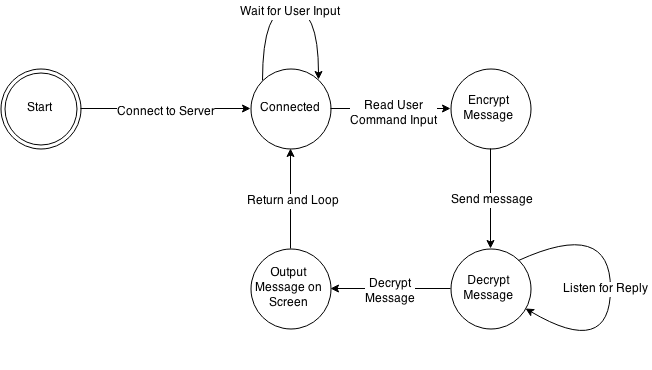 Wait for User Input
Start
Connect to Server
Connected
Read User
Command Input
Encrypt
Message
Return and Loop
Send message
Output
Message on
Screen
Decrypt
Message
Decrypt
Message
Listen for Reply